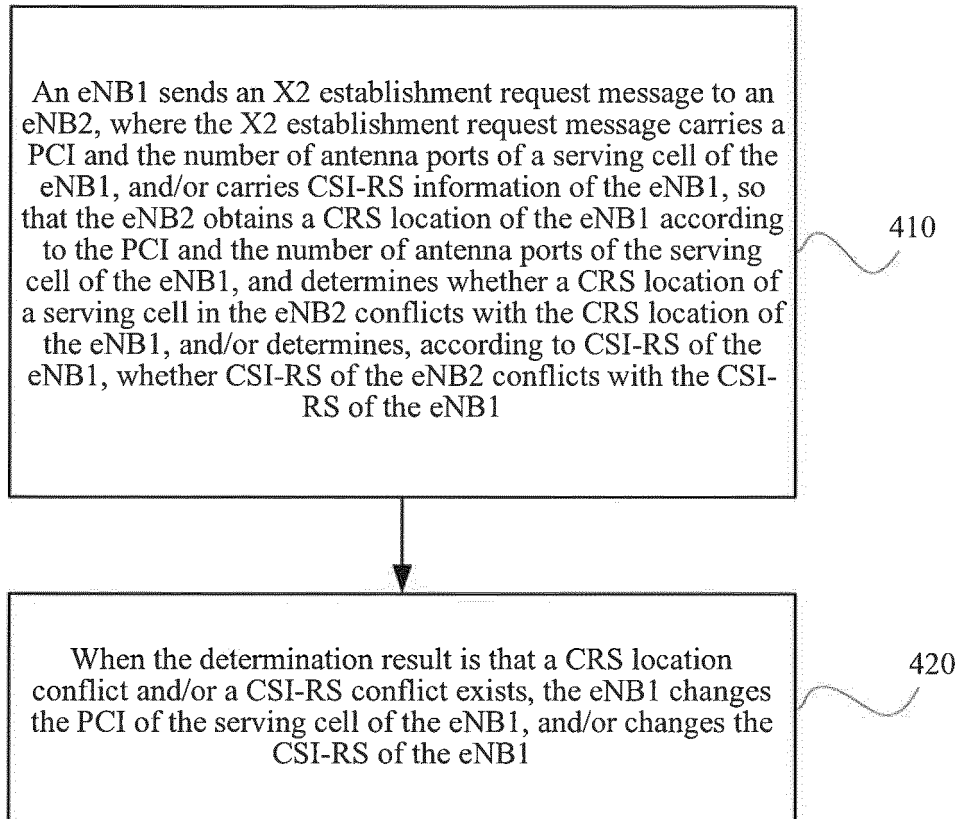 An eNB1 sends an X2 establishment request message to an
eNB2, where the X2 establishment request message carries a
PCI and the number of antenna ports of a serving cell of the
eNB1, and/or carries CSI-RS information of the eNB1, so
that the eNB2 obtains a CRS location of the eNB1 according
to the PCI and the number of antenna ports of the serving
cell of the eNB1, and determines whether a CRS location of
a serving cell in the eNB2 conflicts with the CRS location of
the eNB1, and/or determines, according to CSI-RS of the
eNB1, whether CSI-RS of the eNB2 conflicts with the CSI-
RS of the eNB1
410
When the determination result is that a CRS location
conflict and/or a CSI-RS conflict exists, the eNB1 changes
the PCI of the serving cell of the eNB1, and/or changes the
CSI-RS of the eNB1
420